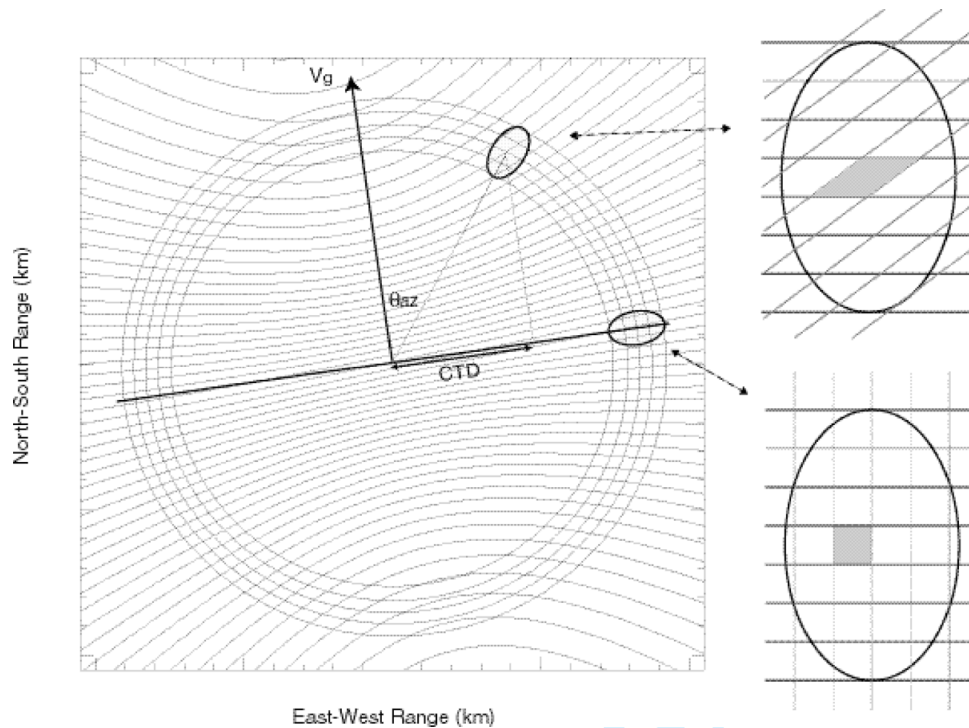 Vg
θaz
CTD
North-South Range (km)
East-West Range (km)